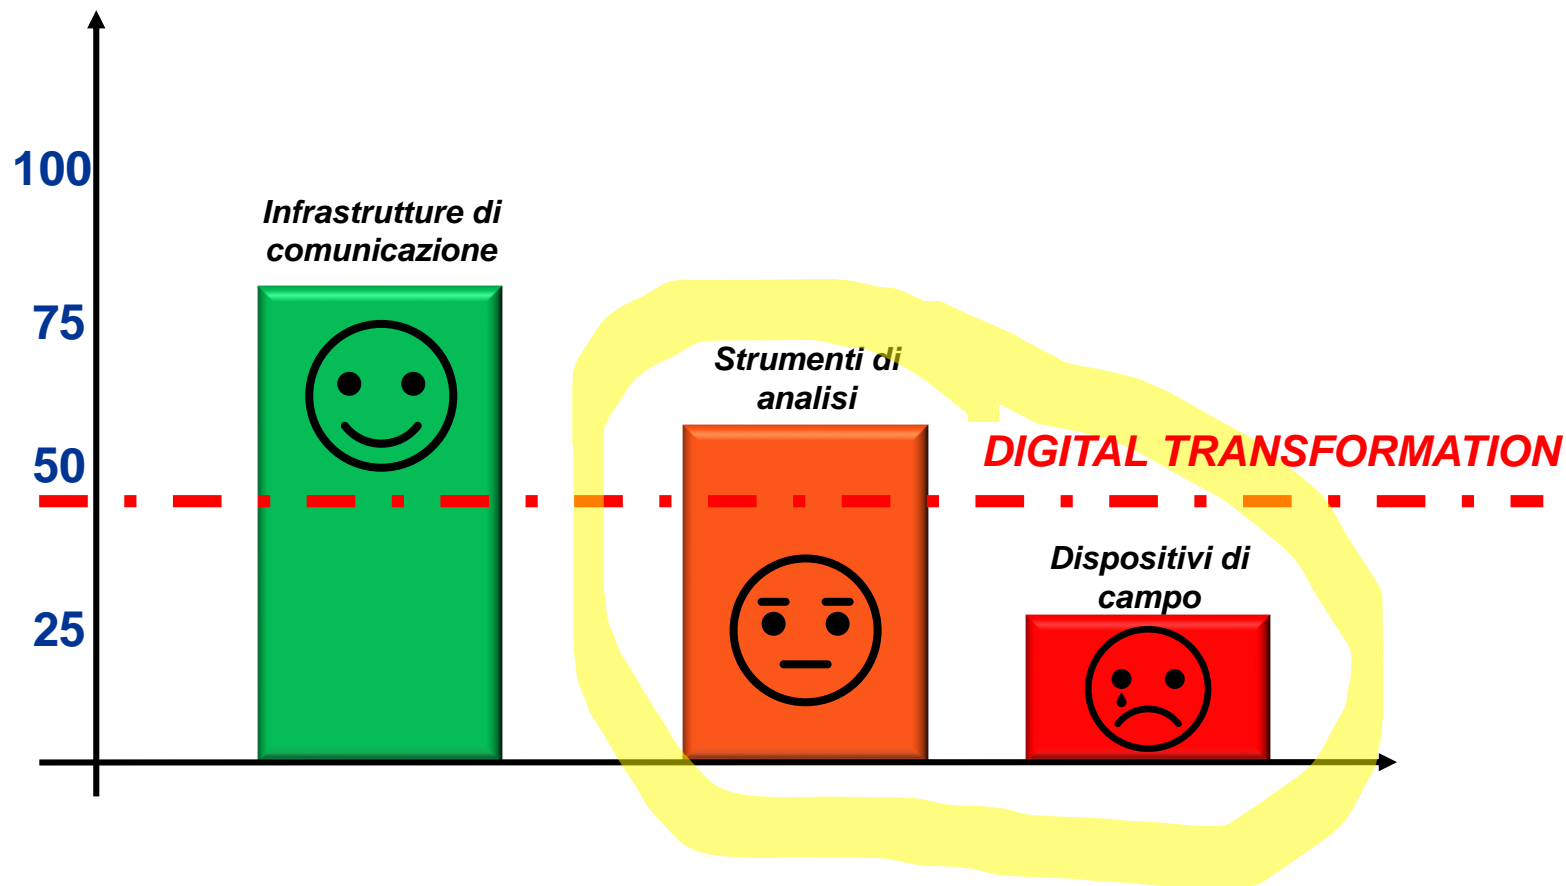 100
Infrastrutture di
comunicazione
75
Strumenti di
analisi
50
DIGITAL TRANSFORMATION
Dispositivi di
campo
25